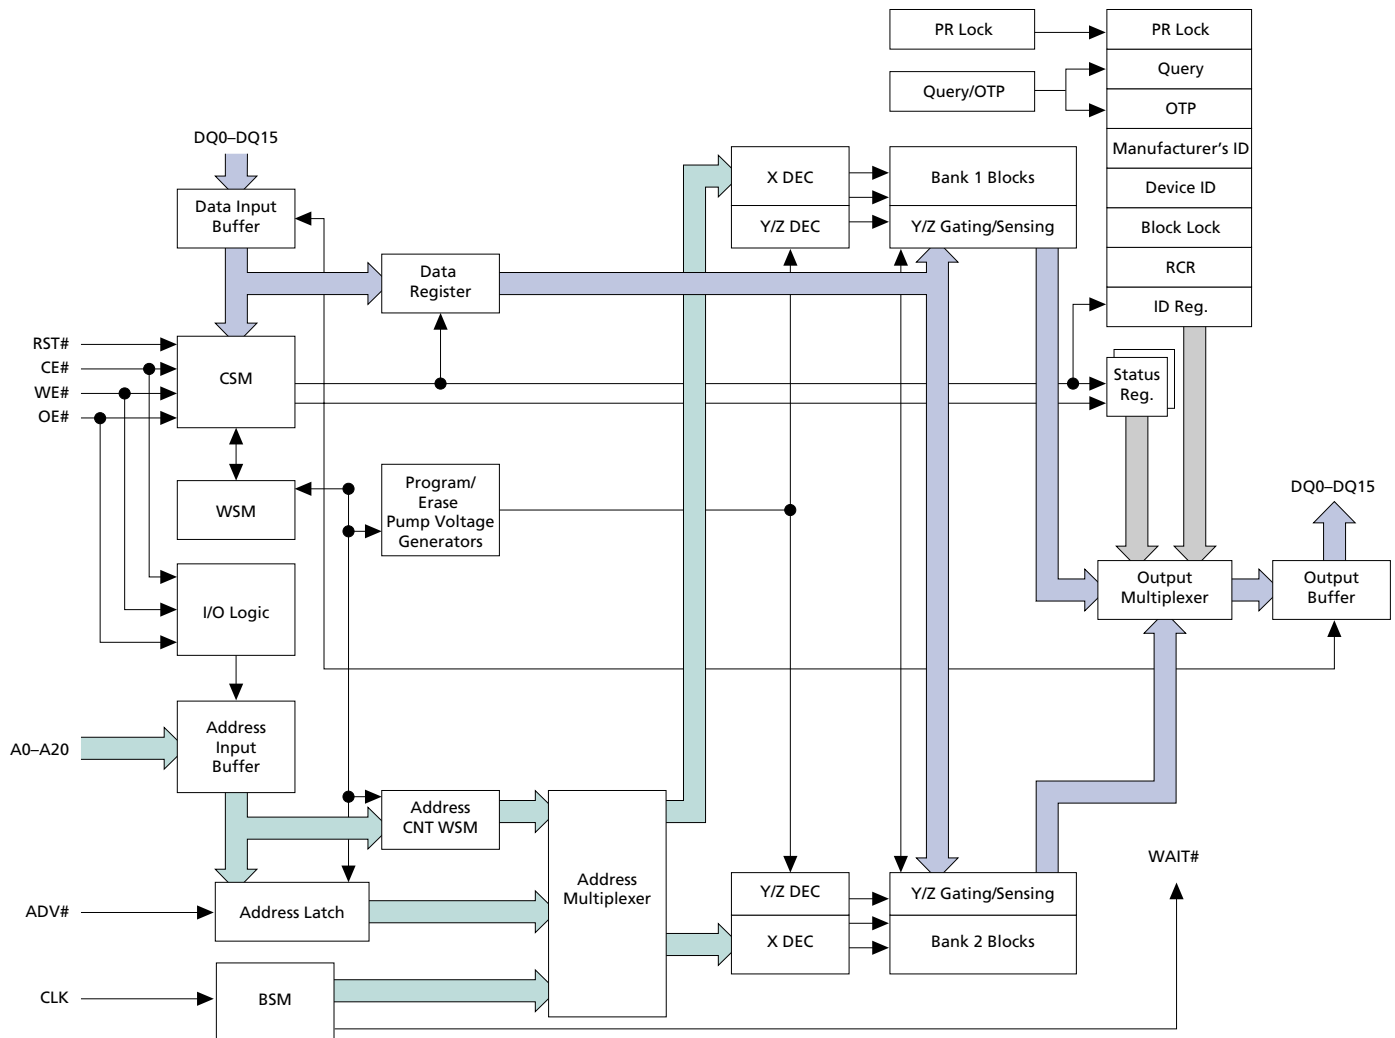 PR Lock
PR Lock
Query
Query/OTP
OTP
DQ0–DQ15
Manufacturer's ID
X DEC
Bank 1 Blocks
Device ID
Data Input
Buffer
Y/Z DEC
Y/Z Gating/Sensing
Block Lock
RCR
Data
Register
ID Reg.
RST#
CE#
WE#
OE#
CSM
Status
Reg.
WSM
Program/
Erase
Pump Voltage
Generators
DQ0–DQ15
I/O Logic
Output
Multiplexer
Output
Buffer
A0–A20
Address
Input
Buffer
Address
CNT WSM
Address
Multiplexer
WAIT#
Y/Z DEC
Y/Z Gating/Sensing
ADV#
Address Latch
X DEC
Bank 2 Blocks
CLK
BSM